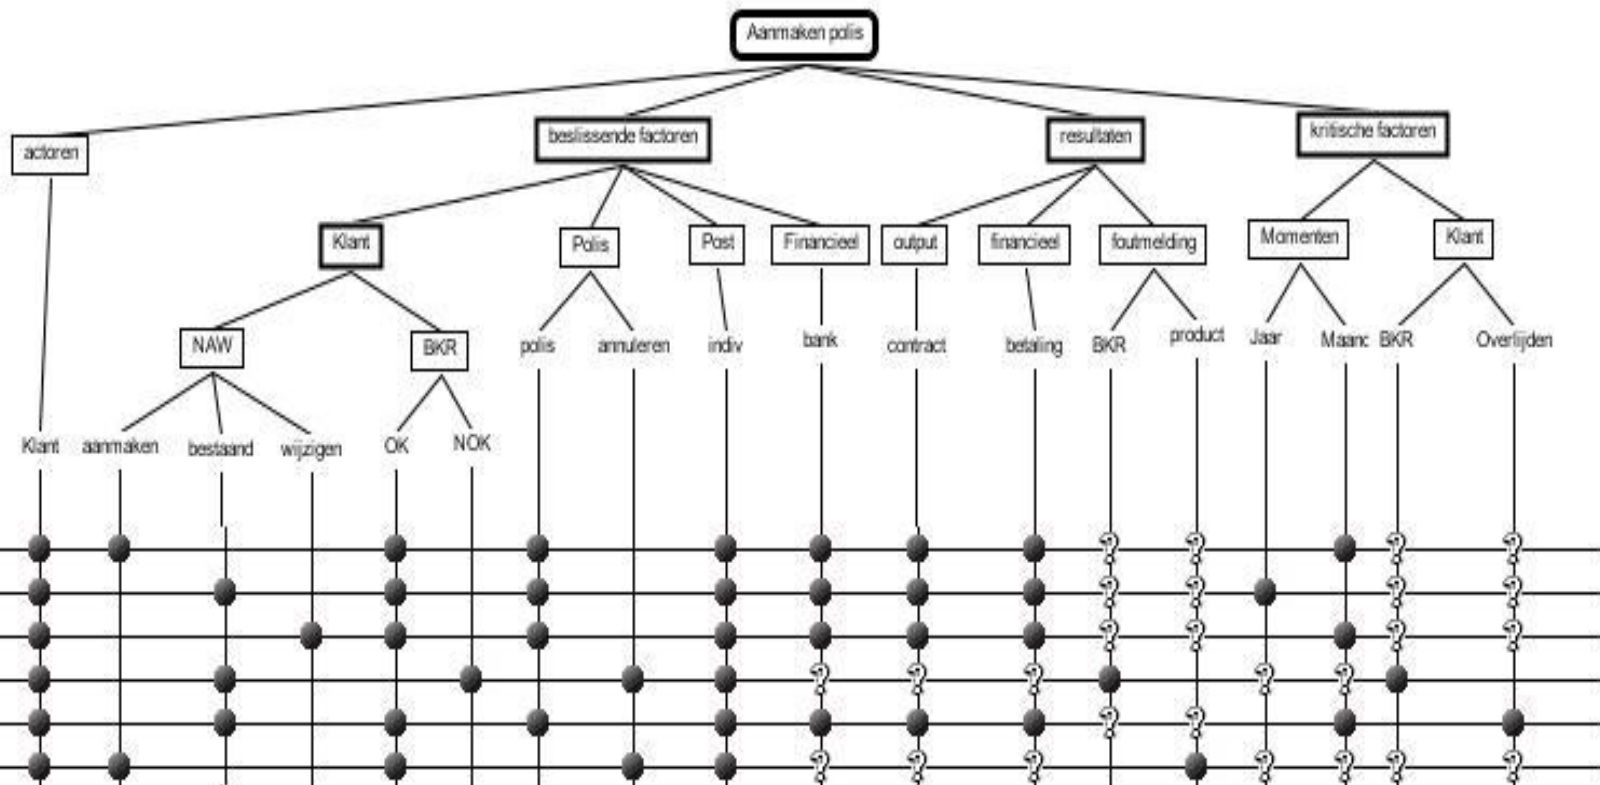 Aanmaken polis
actoren
beslissende factoren
resultaten
kritische factoren
Klant
Polis
Post
Financieel
output
financieel
foutmelding
Momenten
Klant
NAW
BKR
polis
annuleren
indiv
bank
contract
betaling
BKR
product
Jaar
Maand
BKR
Overlijden
Klant
aanmaken
bestaand
wijzigen
OK
NOK
? ? ? ?
? ? ? ?
? ?
? ? ? ? ?
? ?
? ? ? ? ? ? ?